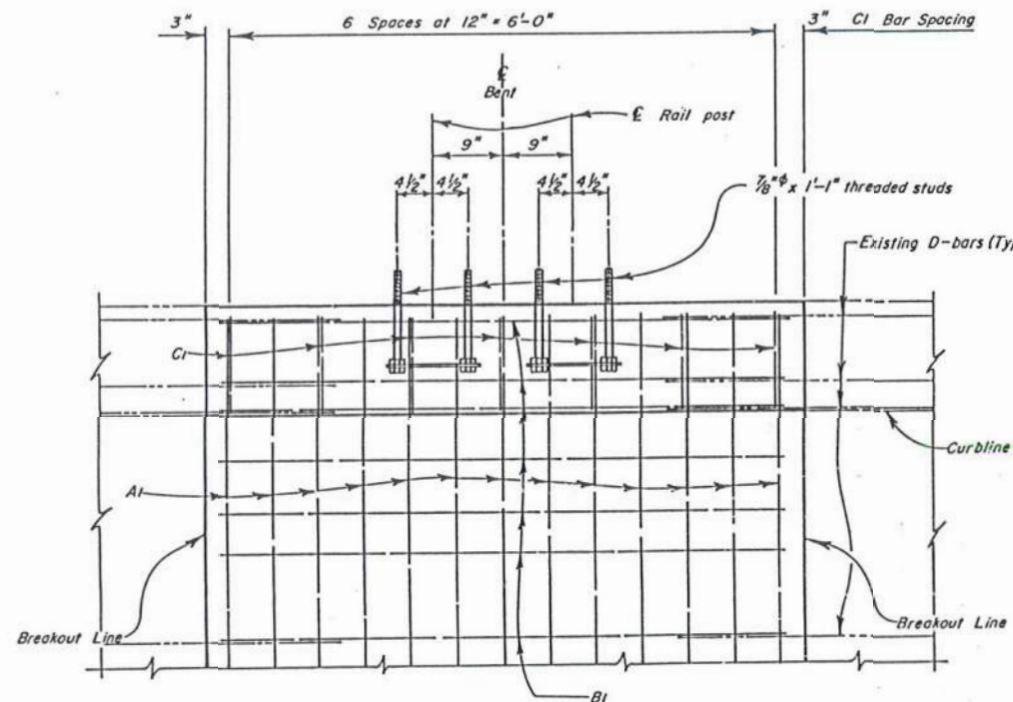 3" 6 Spaces at 12" = 6'-0" 3" C1 Bar Spacing
℄
Bent
℄ Rail post
9" 9"
4½" 4½" 4½" 4½"
7/8"ϕ x 1'-1" threaded studs
Existing D-bars (Ty
C1
Curbline
A1
Breakout Line
Breakout Line
B1